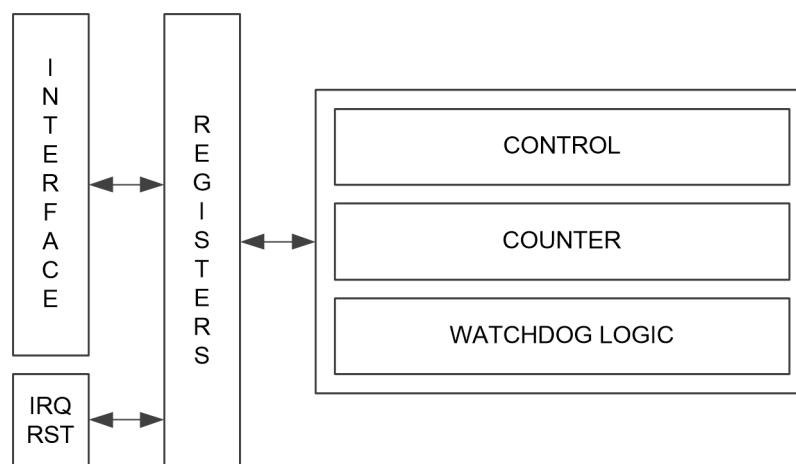 INTERFACE
REGISTERS
CONTROL
COUNTER
WATCHDOG LOGIC
IRQ
RST